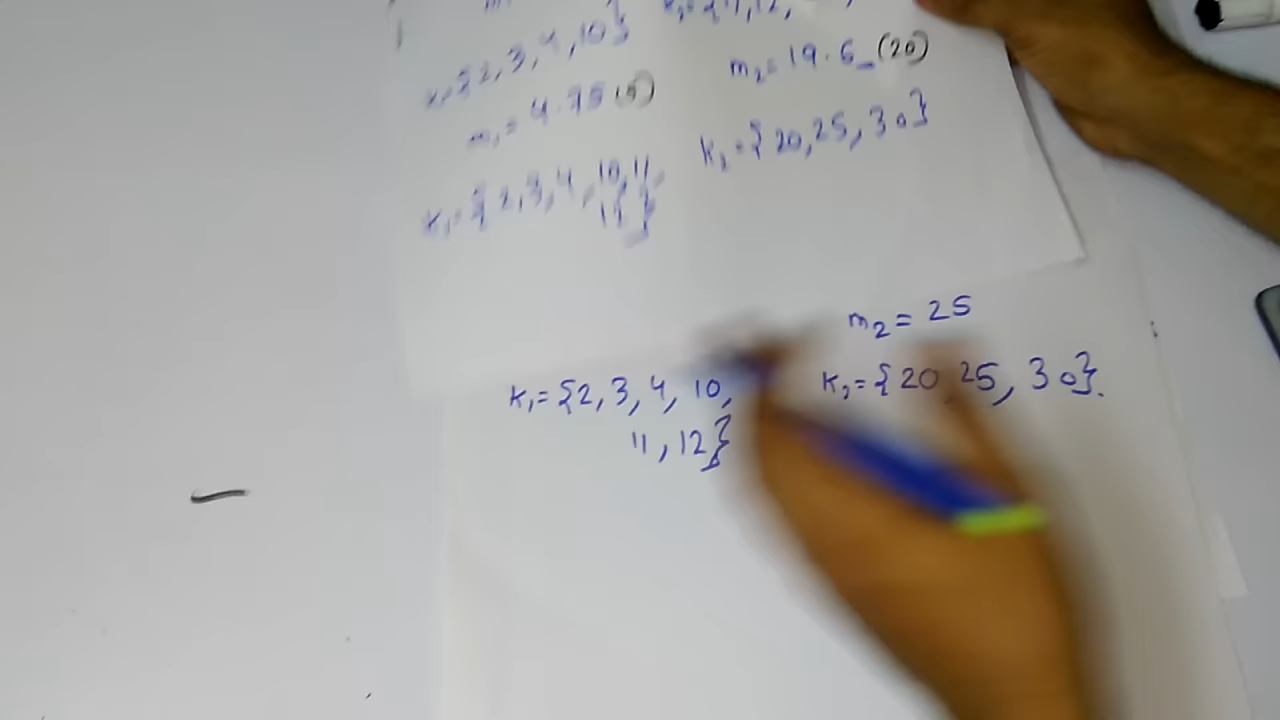 K₁={2, 3, 4, 10}
m₂= 19.6 (20)
m₁= 4.75 (5)
K₂={20, 25, 30}
K₁={2, 3, 4, 10, 11,
12}
m₂ = 25
K₁={2, 3, 4, 10,
11, 12}
K₂={20, 25, 30}.